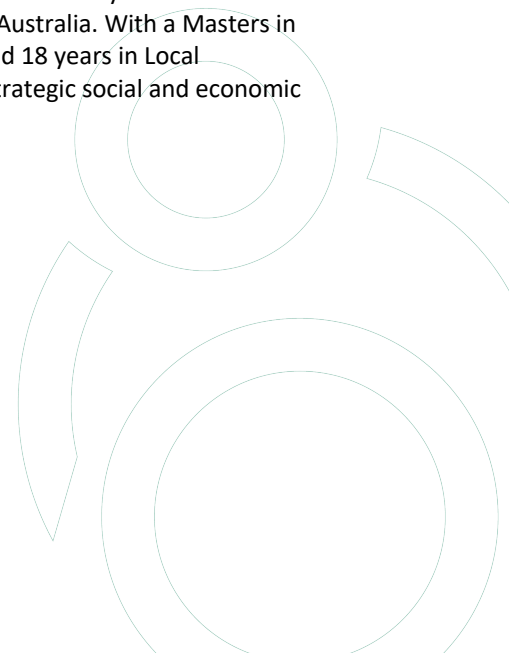 Australia. With a Masters in
d 18 years in Local
trategic social and economic